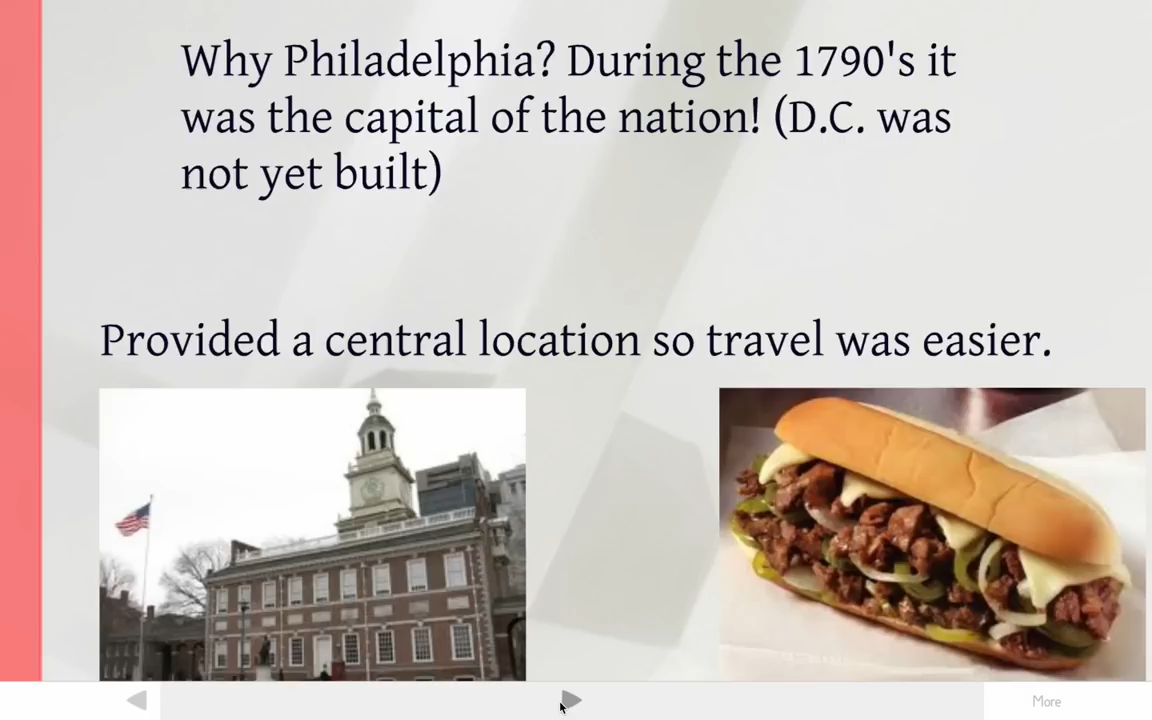 Why Philadelphia? During the 1790's it
was the capital of the nation! (D.C. was
not yet built)
Provided a central location so travel was easier.
More